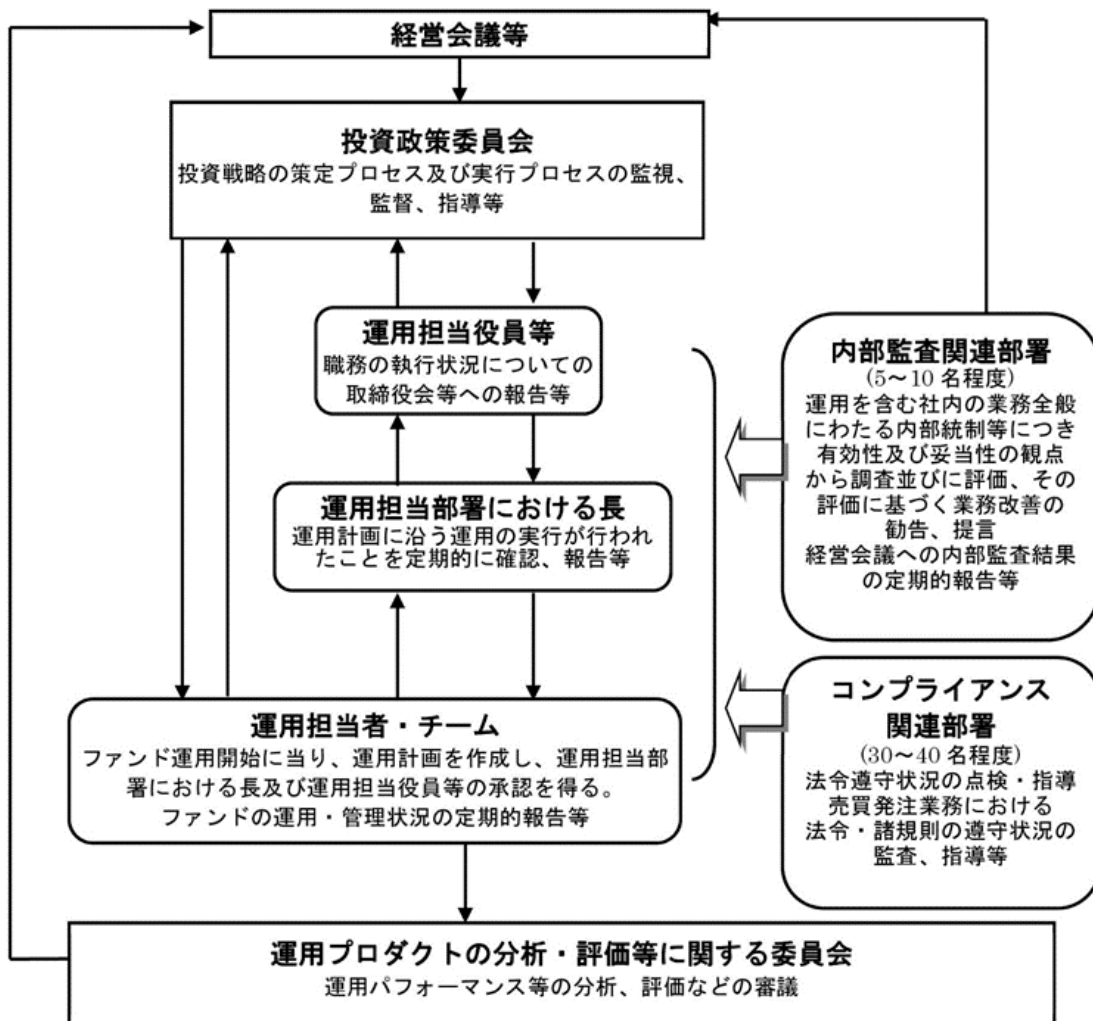 経営会議等
投資政策委員会
投資戦略の策定プロセス及び実行プロセスの監視、
監督、指導等
運用担当役員等
職務の執行状況についての
取締役会等への報告等
運用担当部署における長
運用計画に沿う運用の実行が行われ
たことを定期的に確認、報告等
運用担当者・チーム
ファンド運用開始に当り、運用計画を作成し、運用担当部
署における長及び運用担当役員等の承認を得る。
ファンドの運用・管理状況の定期的報告等
内部監査関連部署
(5～10 名程度)
運用を含む社内の業務全般
にわたる内部統制等につき
有効性及び妥当性の観点
から調査並びに評価、その
評価に基づく業務改善の
勧告、提言
経営会議への内部監査結果
の定期的報告等
コンプライアンス
関連部署
(30～40 名程度)
法令遵守状況の点検・指導
売買発注業務における
法令・諸規則の遵守状況の
監査、指導等
運用プロダクトの分析・評価等に関する委員会
運用パフォーマンス等の分析、評価などの審議